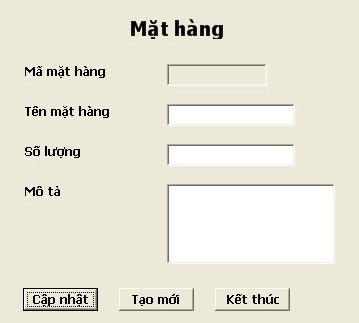 Mặt hàng
Mã mặt hàng
Tên mặt hàng
Số lượng
Mô tả
Cập nhật Tạo mới Kết thúc